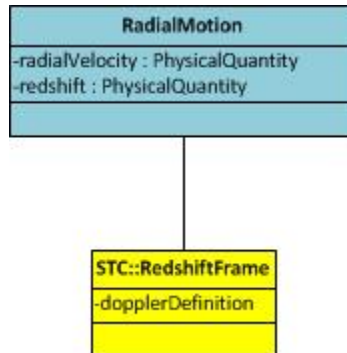 RadialMotion
-radialVelocity : PhysicalQuantity
-redshift : PhysicalQuantity
STC::RedshiftFrame
-dopplerDefinition